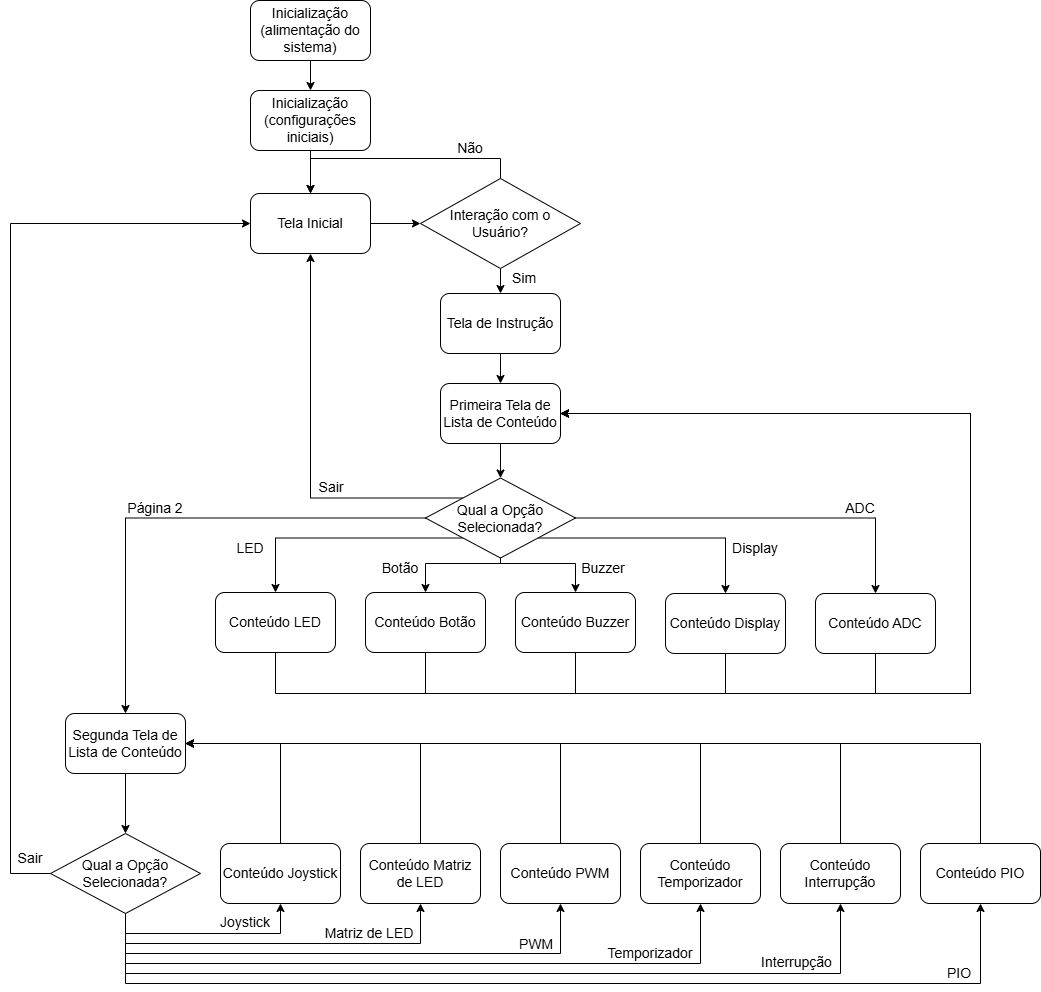 Inicialização
(alimentação do
sistema)
Inicialização
(configurações
iniciais)
Não
Tela Inicial
Interação com o
Usuário?
Sim
Tela de Instrução
Primeira Tela de
Lista de Conteúdo
Sair
Página 2
Qual a Opção
Selecionada?
ADC
LED
Display
Botão
Buzzer
Conteúdo LED
Conteúdo Botão
Conteúdo Buzzer
Conteúdo Display
Conteúdo ADC
Segunda Tela de
Lista de Conteúdo
Sair
Qual a Opção
Selecionada?
Conteúdo Joystick
Conteúdo Matriz
de LED
Conteúdo PWM
Conteúdo
Temporizador
Conteúdo
Interrupção
Conteúdo PIO
Joystick
Matriz de LED
PWM
Temporizador
Interrupção
PIO